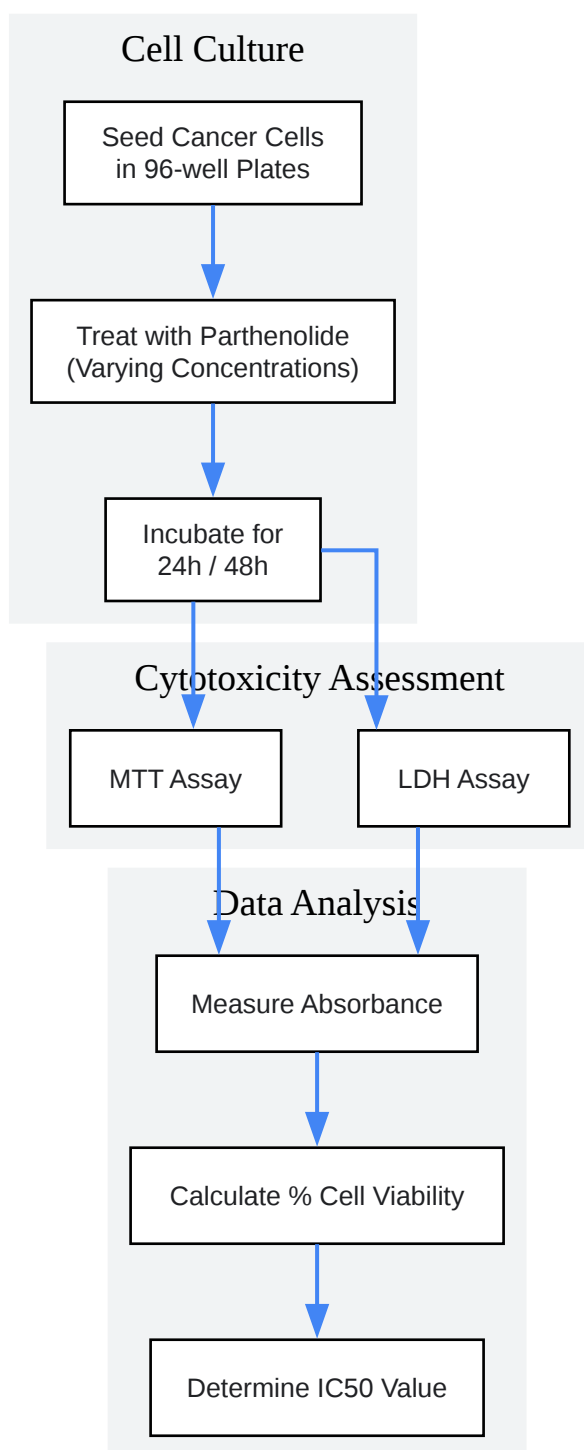 Cell Culture
Seed Cancer Cells
in 96-well Plates
Treat with Parthenolide
(Varying Concentrations)
Incubate for
24h / 48h
Cytotoxicity Assessment
MTT Assay
LDH Assay
Data Analysis
Measure Absorbance
Calculate % Cell Viability
Determine IC50 Value